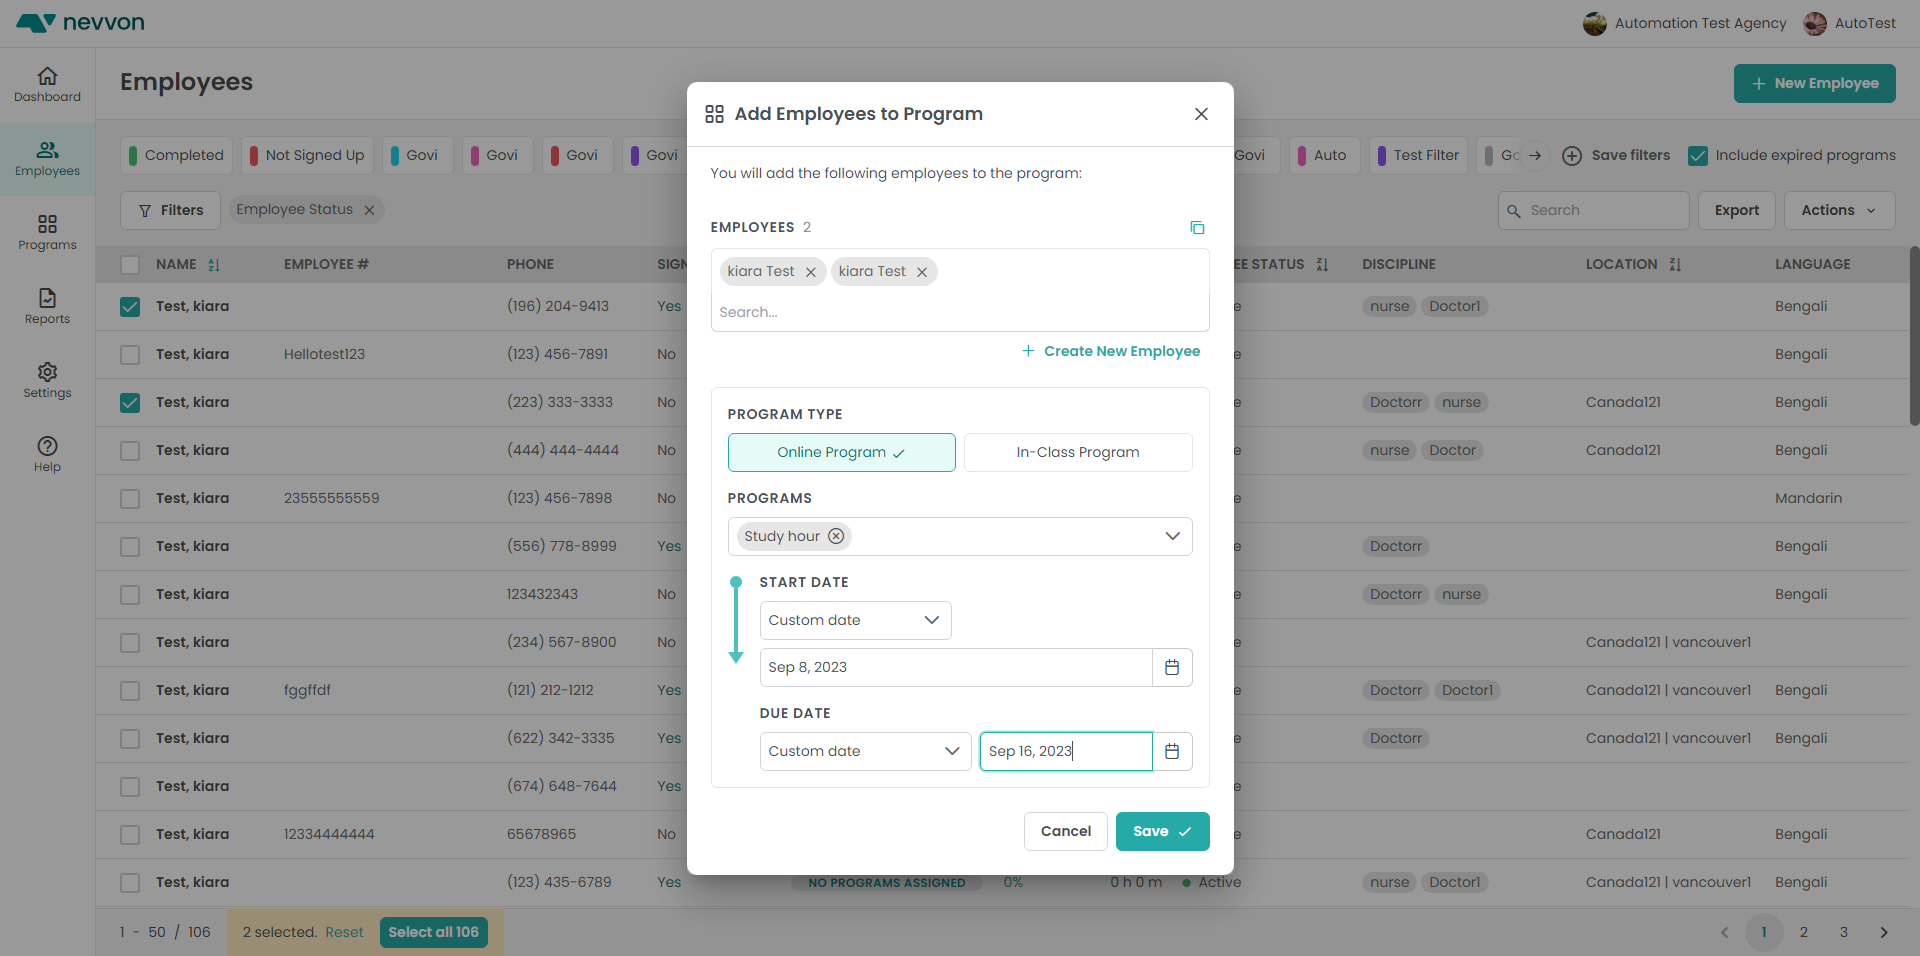 nevvon
Automation Test Agency
AutoTest
Dashboard
Employees
Programs
Reports
Settings
Help
Employees
New Employee
Completed
Not Signed Up
Govi
Govi
Govi
Govi
Govi
Auto
Test Filter
Save filters
Include expired programs
Filters
Employee Status
Search
Export
Actions
NAME EMPLOYEE # PHONE SIGN EE STATUS DISCIPLINE LOCATION LANGUAGE
Test, kiara (196) 204-9413 Yes e nurse Doctor1 Bengali
Test, kiara Hellotest123 (123) 456-7891 No e Bengali
Test, kiara (223) 333-3333 No e Doctorr nurse Canada121 Bengali
Test, kiara (444) 444-4444 No e nurse Doctor Canada121 Bengali
Test, kiara 23555555559 (123) 456-7898 No e Mandarin
Test, kiara (556) 778-8999 Yes e Doctorr Bengali
Test, kiara 123432343 No e Doctorr nurse Bengali
Test, kiara (234) 567-8900 No e Canada121 | vancouver1
Test, kiara fggffdf (121) 212-1212 Yes e Doctorr Doctor1 Canada121 | vancouver1 Bengali
Test, kiara (622) 342-3335 Yes e Doctorr Canada121 | vancouver1 Bengali
Test, kiara (674) 648-7644 Yes e
Test, kiara 12334444444 65678965 No e Canada121 Bengali
Test, kiara (123) 435-6789 Yes NO PROGRAMS ASSIGNED 0% 0 h 0 m Active nurse Doctor1 Canada121 | vancouver1 Bengali
1 - 50 / 106
2 selected. Reset
Select all 106
1 2 3
Add Employees to Program
You will add the following employees to the program:
EMPLOYEES 2
kiara Test kiara Test
Search...
Create New Employee
PROGRAM TYPE
Online Program
In-Class Program
PROGRAMS
Study hour
START DATE
Custom date
Sep 8, 2023
DUE DATE
Custom date
Sep 16, 2023
Cancel
Save